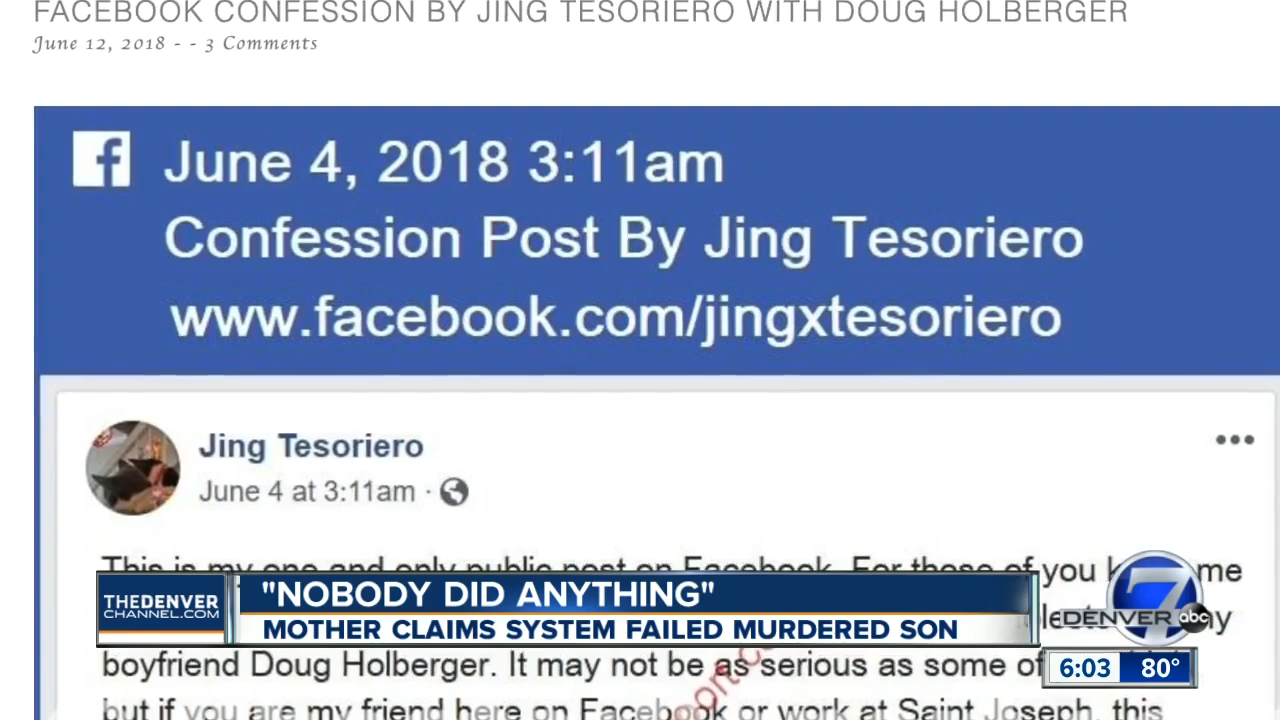 FACEBOOK CONFESSION BY JING TESORIERO WITH DOUG HOLBERGER
June 12, 2018 - - 3 Comments
f June 4, 2018 3:11am
Confession Post By Jing Tesoriero
www.facebook.com/jingxtesoriero
Jing Tesoriero
June 4 at 3:11am ·
This is my one and only public post on Facebook. For those of you me
boyfriend Doug Holberger. It may not be as serious as some of
but if you are my friend here on Facebook or work at Saint Joseph, this
THEDENVER
CHANNEL.COM
"NOBODY DID ANYTHING"
MOTHER CLAIMS SYSTEM FAILED MURDERED SON
7
DENVER abc
6:03 80°